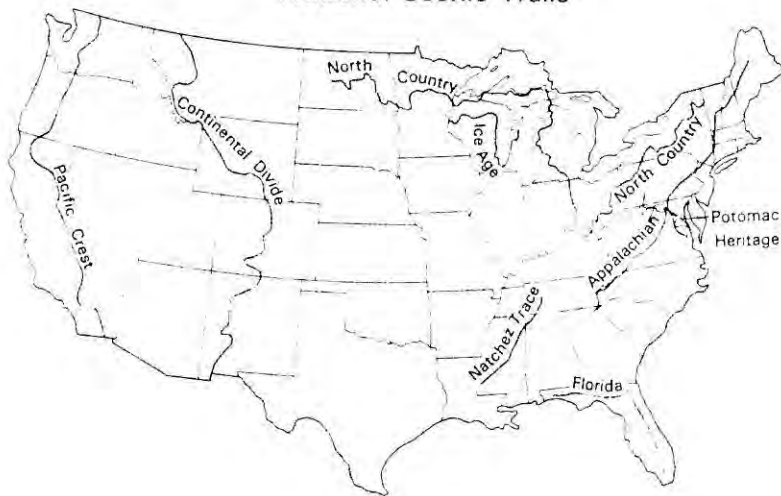 Scenic Trails
North Country
Continental Divide
Pacific Crest
Ice Age
North Country
Potomac
Heritage
Appalachian
Natchez Trace
Florida